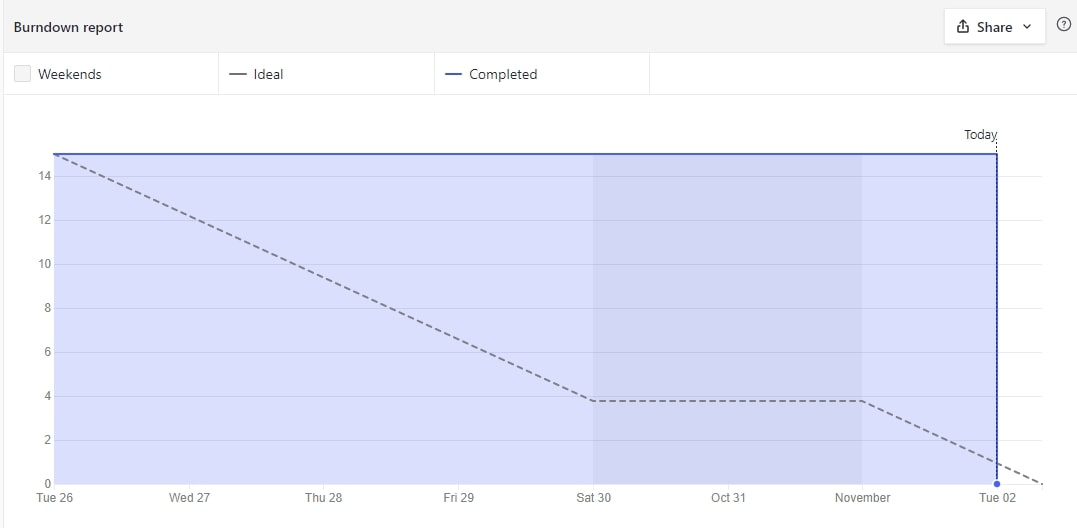 Burndown report
Share
Weekends
Ideal
Completed
Today
14
12
10
8
6
4
2
0
Tue 26 Wed 27 Thu 28 Fri 29 Sat 30 Oct 31 November Tue 02